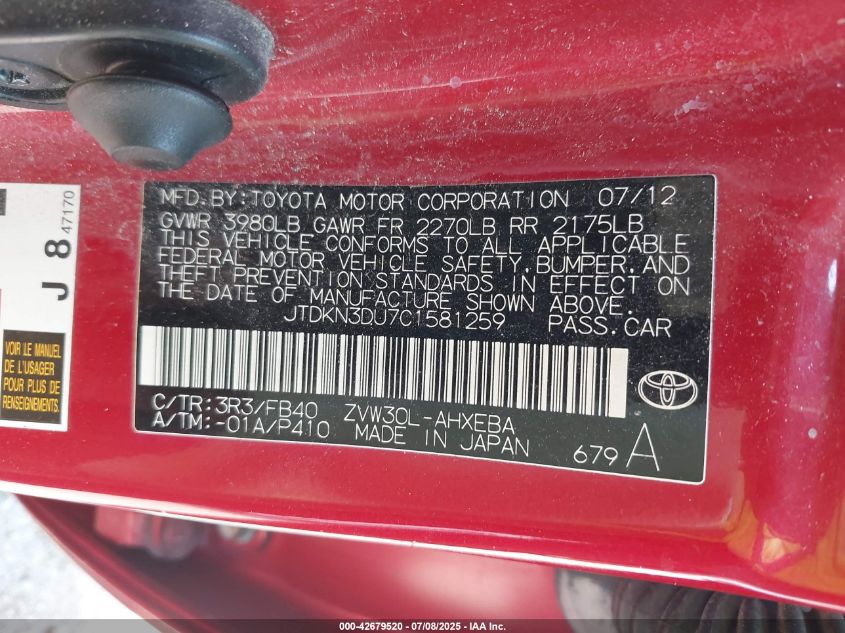 MFD.BY:TOYOTA MOTOR CORPORATION 07/12
GVWR 3980LB GAWR FR 2270LB RR 2175LB
THIS VEHICLE CONFORMS TO ALL APPLICABLE
FEDERAL MOTOR VEHICLE SAFETY,BUMPER,AND
THEFT PREVENTION STANDARDS IN EFFECT ON
THE DATE OF MANUFACTURE SHOWN ABOVE.
JTDKN3DU7C1581259 PASS.CAR
C/TR:3R3/FB40 ZVW30L-AHXEBA
A/TM:-01A/P410 MADE IN JAPAN
679 A
J 8 47170
VOIR LE MANUEL
DE L'USAGER
POUR PLUS DE
RENSEIGNEMENTS.
000-42679520 - 07/08/2025 - IAA Inc.